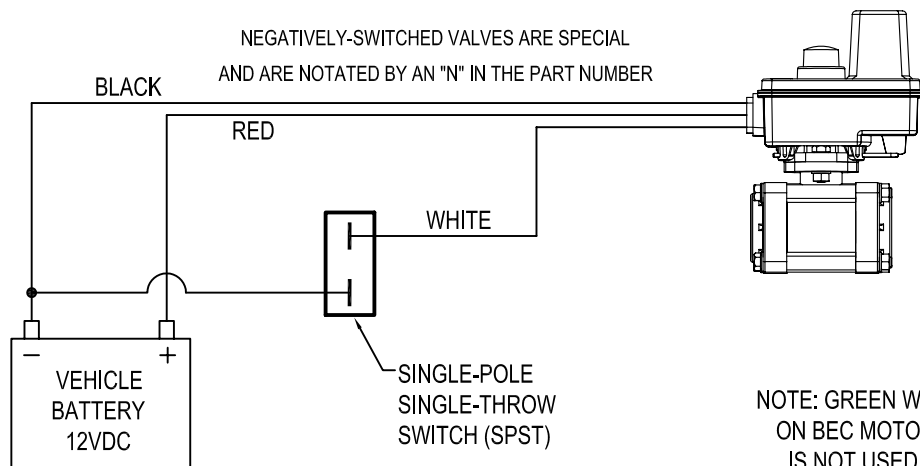 NEGATIVELY-SWITCHED VALVES ARE SPECIAL
AND ARE NOTATED BY AN "N" IN THE PART NUMBER
BLACK
RED
WHITE
− +
VEHICLE
BATTERY
12VDC
SINGLE-POLE
SINGLE-THROW
SWITCH (SPST)
NOTE: GREEN
ON BEC
IS NOT USED